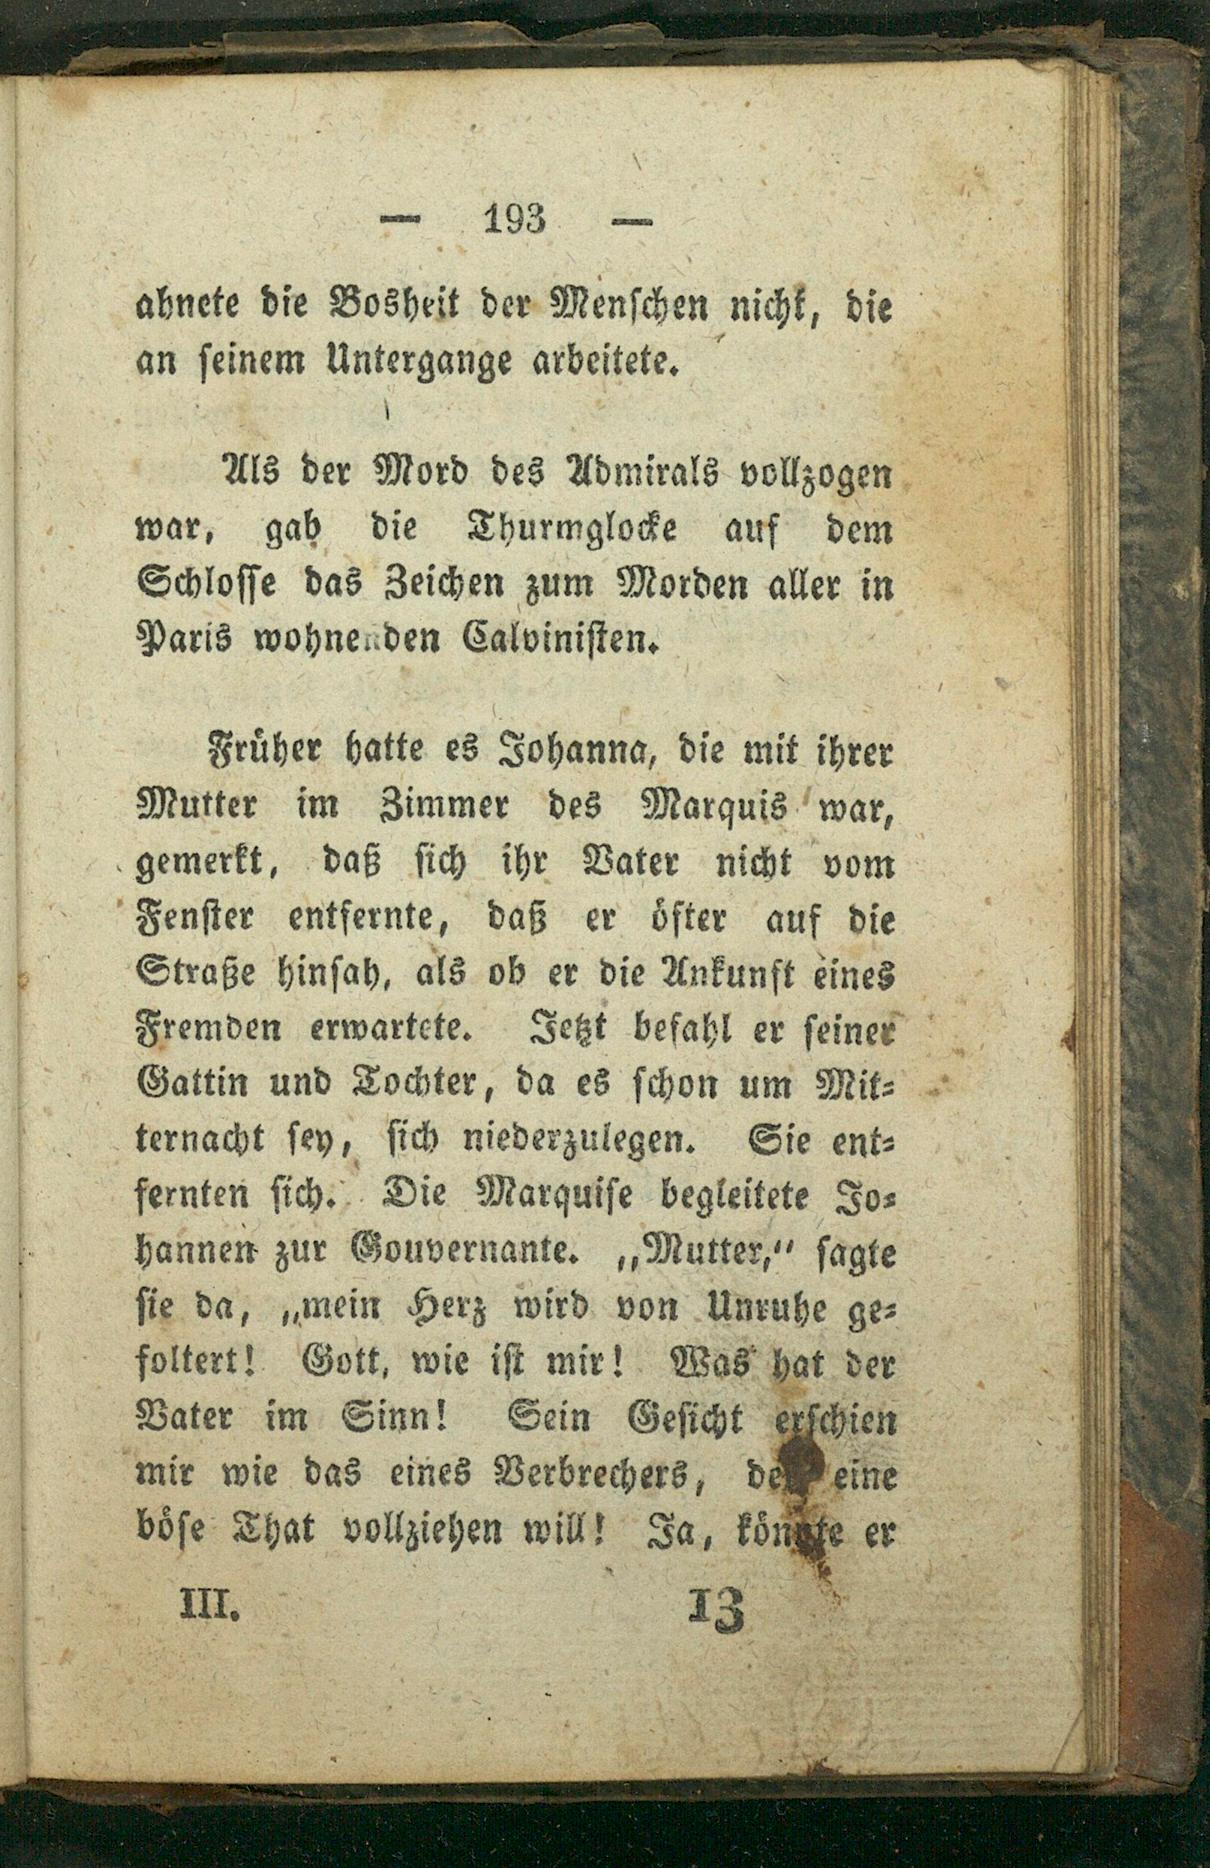 — 193 —
ahnete die Bosheit der Menschen nicht, die
an seinem Untergange arbeitete.
Als der Mord des Admirals vollzogen
war, gab die Thurmglocke auf dem
Schlosse das Zeichen zum Morden aller in
Paris wohnenden Calvinisten.
Früher hatte es Johanna, die mit ihrer
Mutter im Zimmer des Marquis war,
gemerkt, daß sich ihr Vater nicht vom
Fenster entfernte, daß er öfter auf die
Straße hinsah, als ob er die Ankunft eines
Fremden erwartete. Jetzt befahl er seiner
Gattin und Tochter, da es schon um Mit-
ternacht sey, sich niederzulegen. Sie ent-
fernten sich. Die Marquise begleitete Jo-
hannen zur Gouvernante. „Mutter,“ sagte
sie da, „mein Herz wird von Unruhe ge-
foltert! Gott, wie ist mir! Was hat der
Vater im Sinn! Sein Gesicht erschien
mir wie das eines Verbrechers, der eine
böse That vollziehen will! Ja, könnte er
III. 13